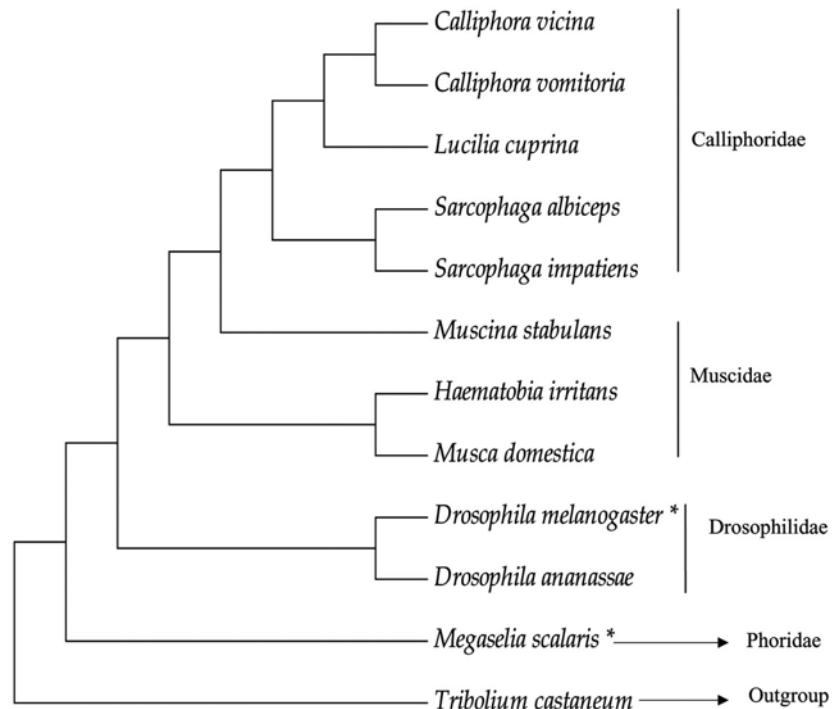 Calliphora vicina
Calliphora vomitoria
Lucilia cuprina
Calliphoridae
Sarcophaga albiceps
Sarcophaga impatiens
Muscina stabulans
Haematobia irritans
Muscidae
Musca domestica
Drosophila melanogaster *
Drosophilidae
Drosophila ananassae
Megaselia scalaris * Phoridae
Tribolium castaneum Outgroup